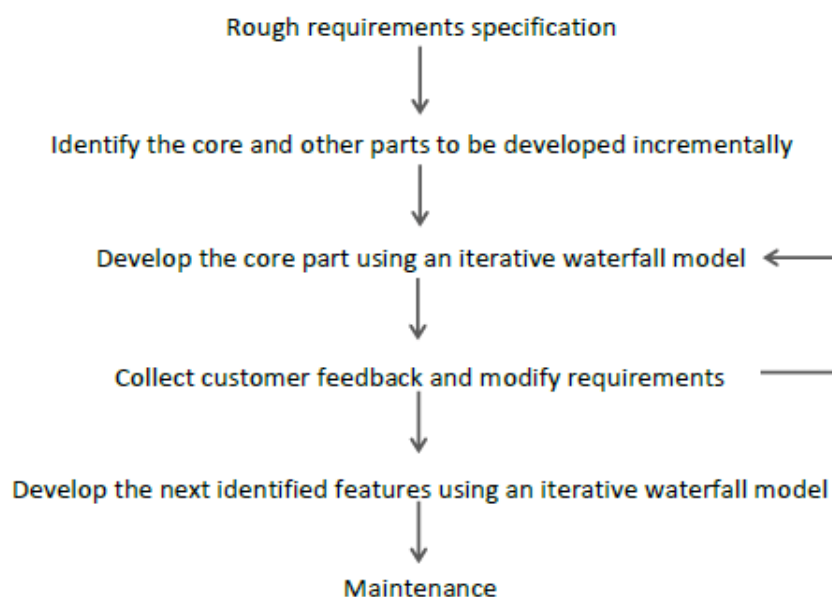 Rough requirements specification
Identify the core and other parts to be developed incrementally
Develop the core part using an iterative waterfall model
Collect customer feedback and modify requirements
Develop the next identified features using an iterative waterfall model
Maintenance